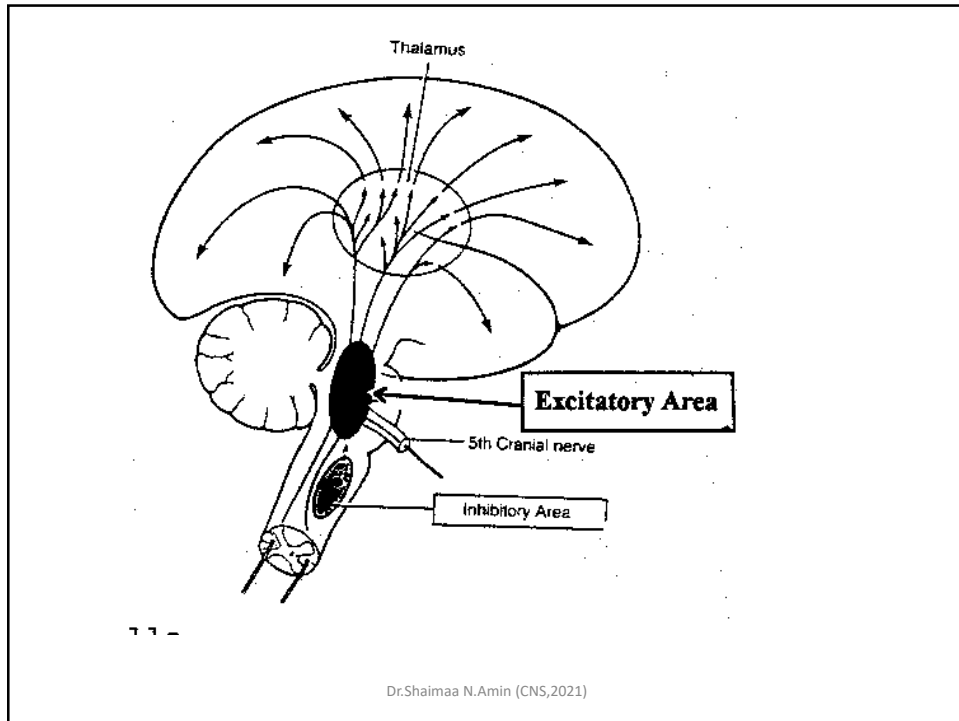 Thalamus
Excitatory Area
5th Cranial nerve
Inhibitory Area
Dr.Shaimaa N.Amin (CNS,2021)